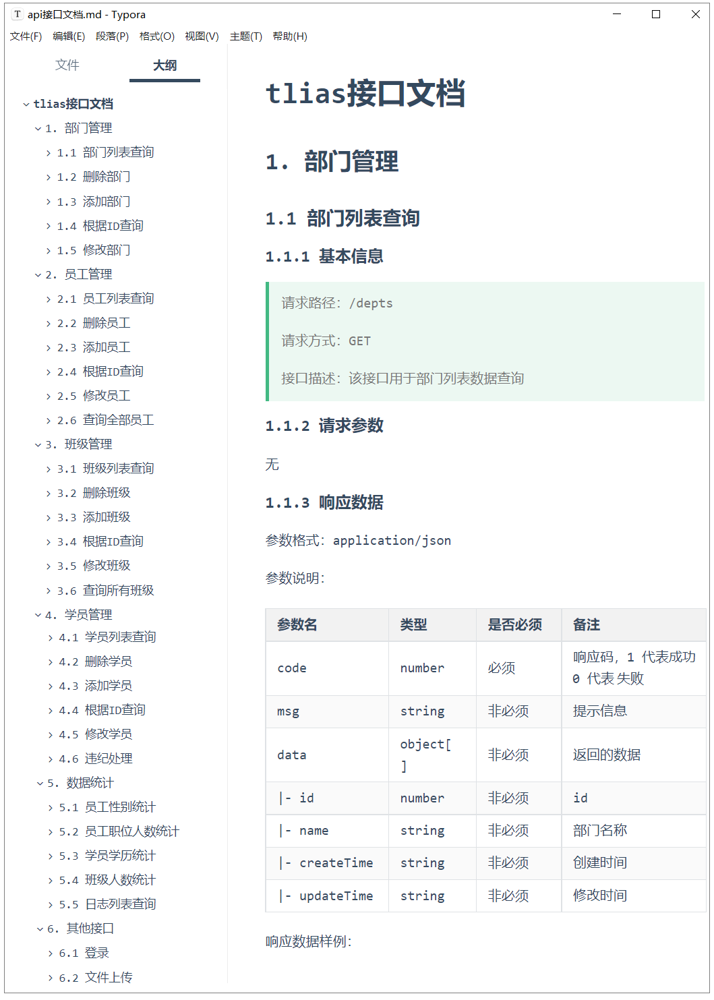 api接口文档.md - Typora
文件(F) 编辑(E) 段落(P) 格式(O) 视图(V) 主题(T) 帮助(H)
文件 大纲
tlias接口文档
1. 部门管理
1.1 部门列表查询
1.2 删除部门
1.3 添加部门
1.4 根据ID查询
1.5 修改部门
2. 员工管理
2.1 员工列表查询
2.2 删除员工
2.3 添加员工
2.4 根据ID查询
2.5 修改员工
2.6 查询全部员工
3. 班级管理
3.1 班级列表查询
3.2 删除班级
3.3 添加班级
3.4 根据ID查询
3.5 修改班级
3.6 查询所有班级
4. 学员管理
4.1 学员列表查询
4.2 删除学员
4.3 添加学员
4.4 根据ID查询
4.5 修改学员
4.6 违纪处理
5. 数据统计
5.1 员工性别统计
5.2 员工职位人数统计
5.3 学员学历统计
5.4 班级人数统计
5.5 日志列表查询
6. 其他接口
6.1 登录
6.2 文件上传
tlias接口文档
1. 部门管理
1.1 部门列表查询
1.1.1 基本信息
请求路径：/depts
请求方式：GET
接口描述：该接口用于部门列表数据查询
1.1.2 请求参数
无
1.1.3 响应数据
参数格式：application/json
参数说明：
参数名 类型 是否必须 备注
code number 必须 响应码，1 代表成功
0 代表失败
msg string 非必须 提示信息
data object[
] 非必须 返回的数据
|- id number 非必须 id
|- name string 非必须 部门名称
|- createTime string 非必须 创建时间
|- updateTime string 非必须 修改时间
响应数据样例：